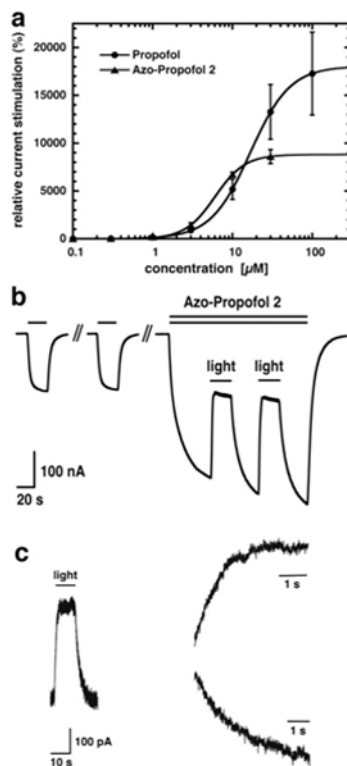 a
relative current stimulation (%)
20000
15000
10000
5000
0
Propofol
Azo-Propofol 2
0.1
1
10
100
concentration [µM]
b
Azo-Propofol 2
light
light
100 nA
20 s
c
light
100 pA
10 s
1 s
1 s